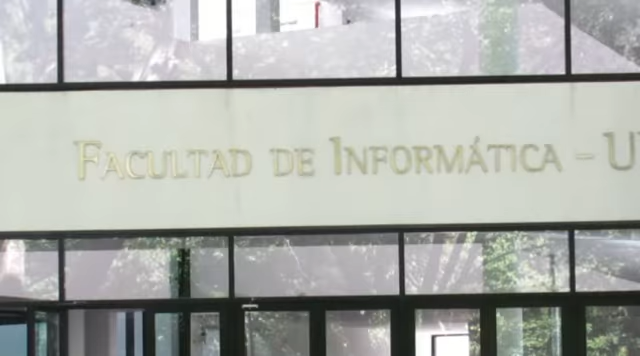 FACULTAD DE INFORMÁTICA – U